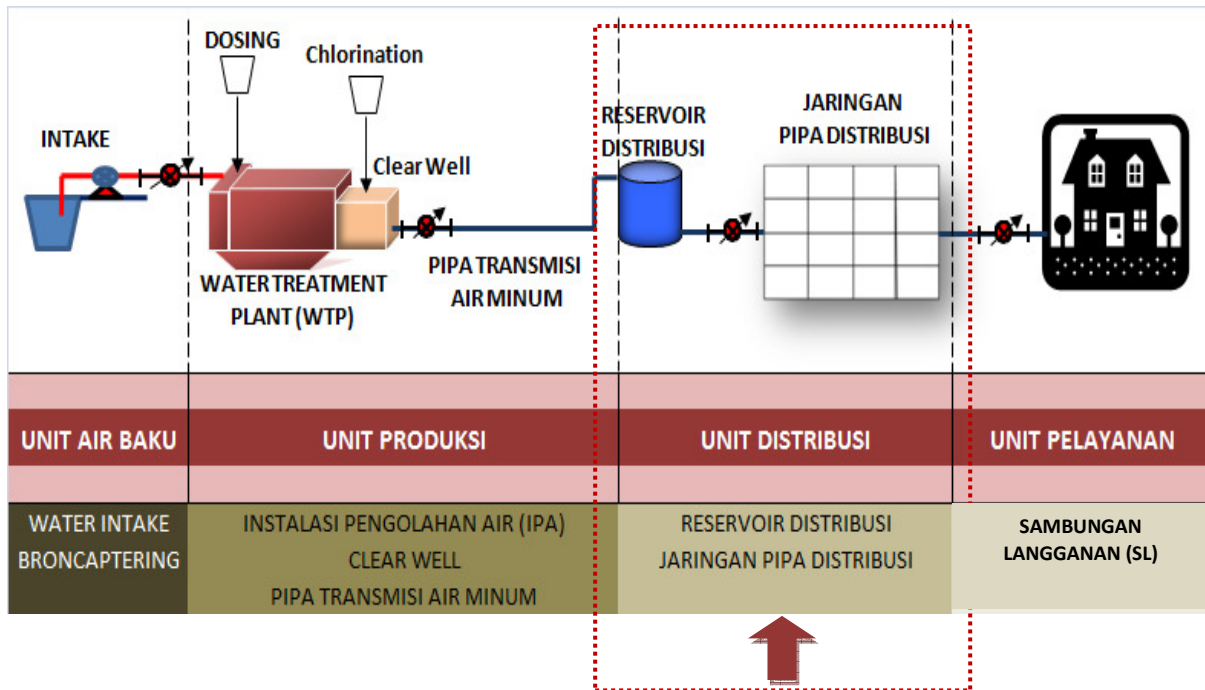 DOSING
Chlorination
INTAKE
Clear Well
WATER TREATMENT
PLANT (WTP)
PIPA TRANSMISI
AIR MINUM
RESERVOIR
DISTRIBUSI
JARINGAN
PIPA DISTRIBUSI
UNIT AIR BAKU
UNIT PRODUKSI
UNIT DISTRIBUSI
UNIT PELAYANAN
WATER INTAKE
BRONCAPTERING
INSTALASI PENGOLAHAN AIR (IPA)
CLEAR WELL
PIPA TRANSMISI AIR MINUM
RESERVOIR DISTRIBUSI
JARINGAN PIPA DISTRIBUSI
SAMBUNGAN
LANGGANAN (SL)